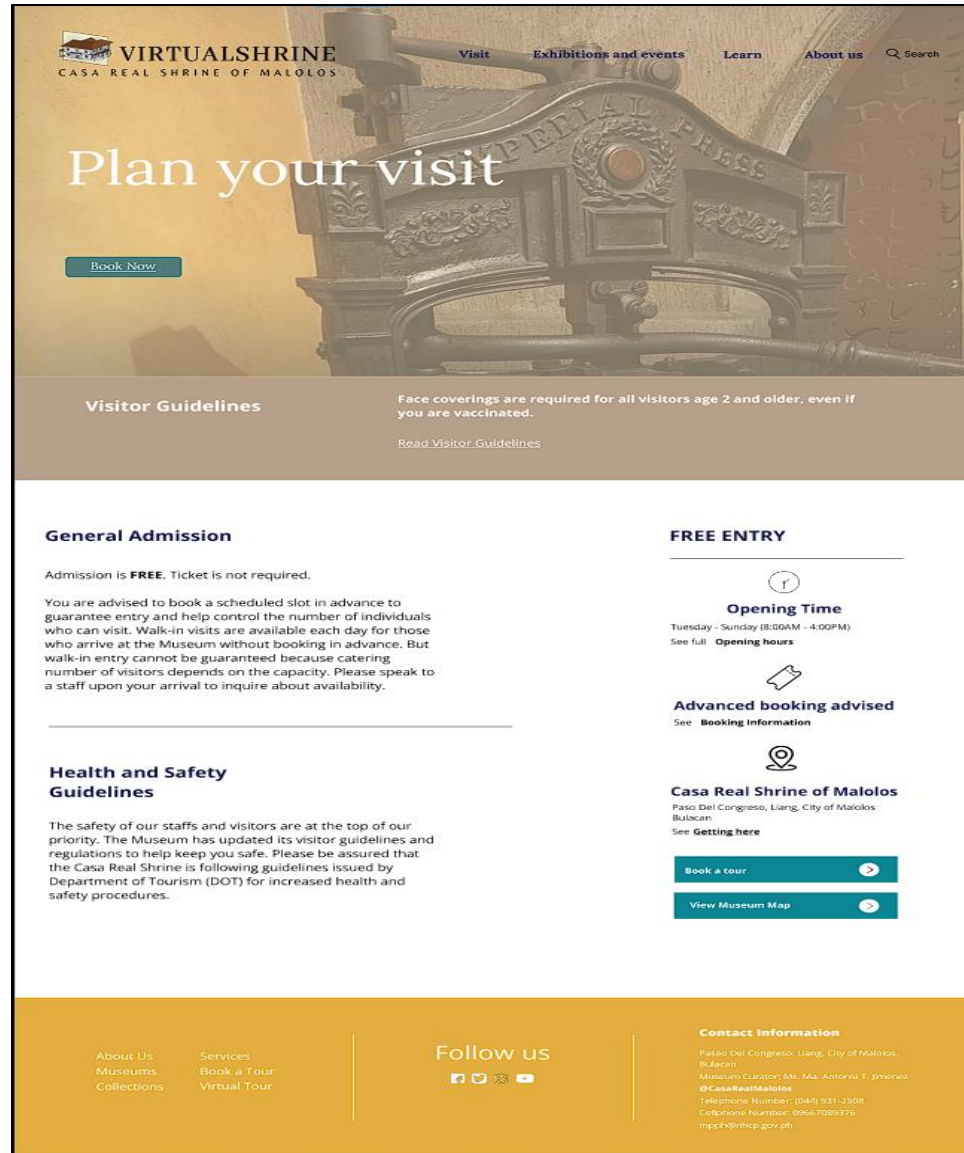 VIRTUALSHRINE
CASA REAL SHRINE OF MALOLOS
Visit
Exhibitions and events
Learn
About us
Search
IMPERIAL PRESS
Plan your visit
Book Now
Visitor Guidelines
Face coverings are required for all visitors age 2 and older, even if
you are vaccinated.
Read Visitor Guidelines
General Admission
Admission is FREE. Ticket is not required.
You are advised to book a scheduled slot in advance to
guarantee entry and help control the number of individuals
who can visit. Walk-in visits are available each day for those
who arrive at the Museum without booking in advance. But
walk-in entry cannot be guaranteed because catering
number of visitors depends on the capacity. Please speak to
a staff upon your arrival to inquire about availability.
Health and Safety
Guidelines
The safety of our staffs and visitors are at the top of our
priority. The Museum has updated its visitor guidelines and
regulations to help keep you safe. Please be assured that
the Casa Real Shrine is following guidelines issued by
Department of Tourism (DOT) for increased health and
safety procedures.
FREE ENTRY
Opening Time
Tuesday - Sunday (8:00AM - 4:00PM)
See full Opening hours
Advanced booking advised
See Booking Information
Casa Real Shrine of Malolos
Paso Del Congreso, Liang, City of Malolos
Bulacan
See Getting here
Book a tour
View Museum Map
About Us
Museums
Collections
Services
Book a Tour
Virtual Tour
Follow us
Contact Information
Paseo Del Congreso, Liang, City of Malolos,
Bulacan
Museum Curator: Ms. Ma. Antonia T. Jimenez
@CasaRealMalolos
Telephone Number: (044) 931-2908
Cellphone Number: 09667089376
mpph@nhcp.gov.ph